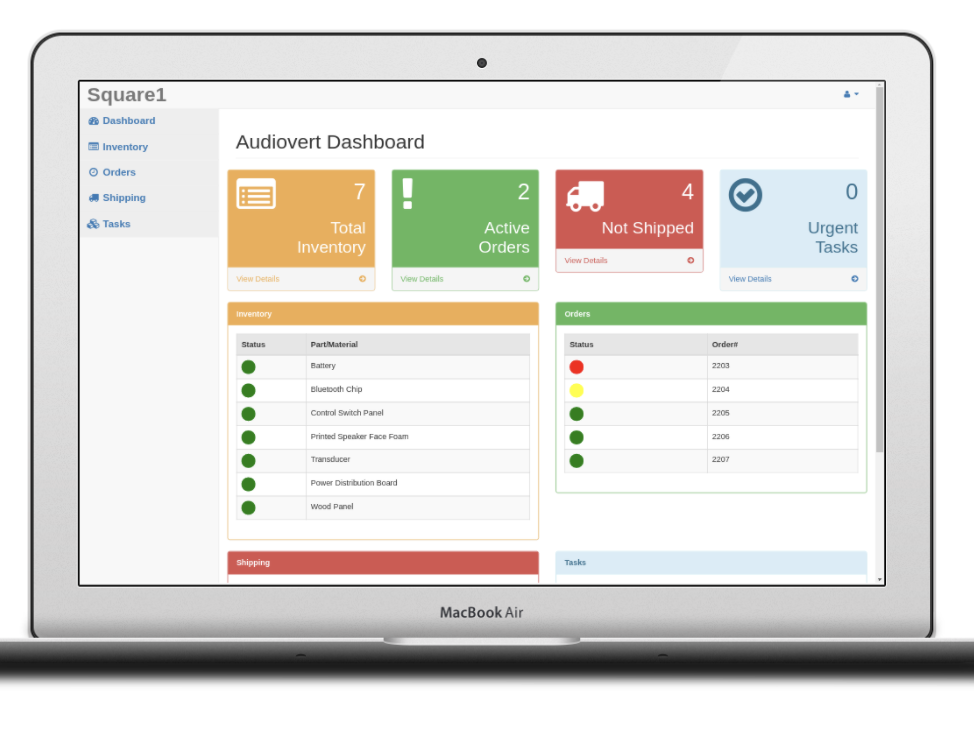 Square1
Dashboard
Inventory
Orders
Shipping
Tasks
Audiovert Dashboard
7
Total
Inventory
View Details
2
Active
Orders
View Details
4
Not Shipped
View Details
0
Urgent
Tasks
View Details
Inventory
Status Part/Material
Battery
Bluetooth Chip
Control Switch Panel
Printed Speaker Face Foam
Transducer
Power Distribution Board
Wood Panel
Orders
Status Order#
2203
2204
2205
2206
2207
Shipping
Tasks
MacBook Air